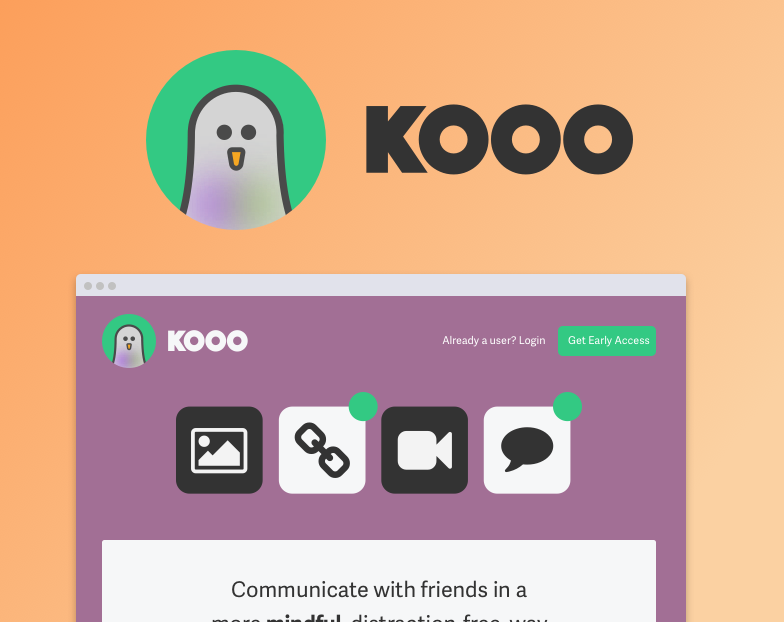 KOOO
KOOO
Already a user? Login
Get Early Access
Communicate with friends in a
more mindful, distraction-free, way